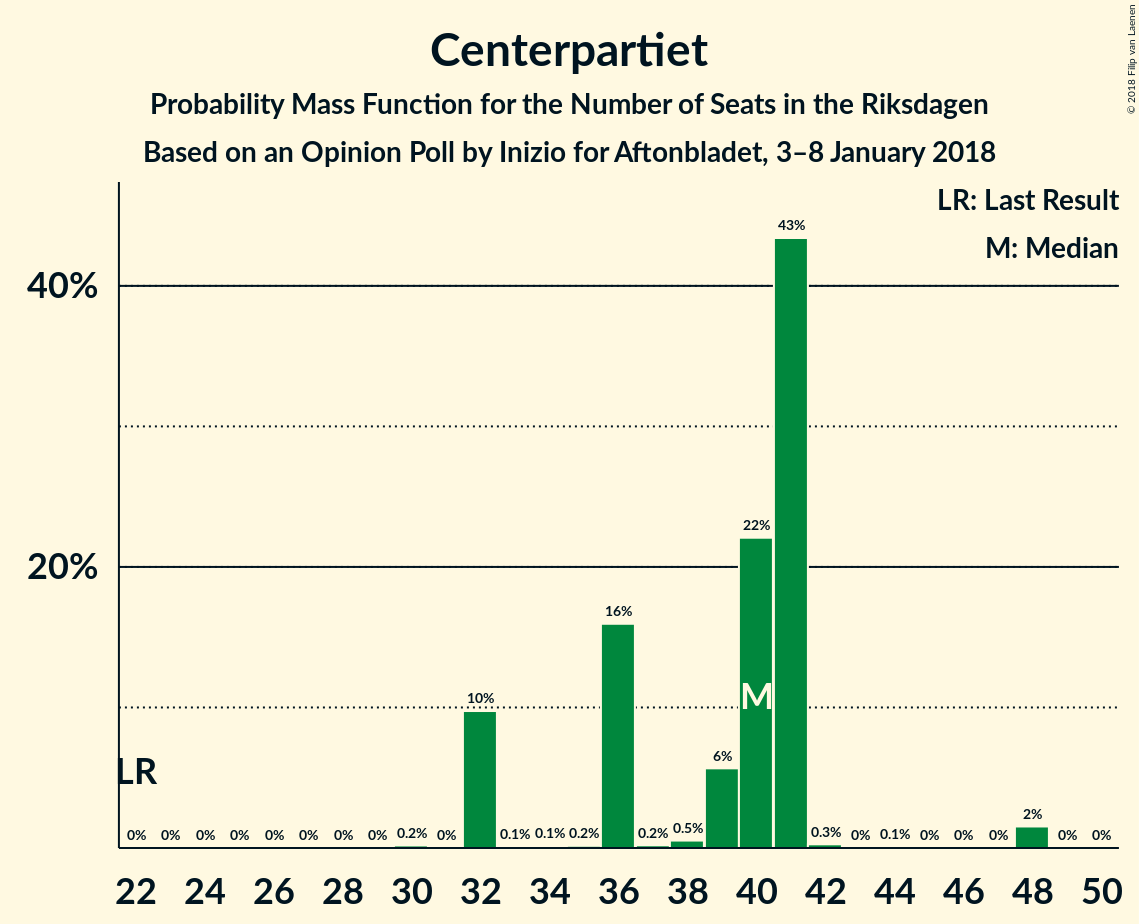 Centerpartiet
Probability Mass Function for the Number of Seats in the Riksdagen
Based on an Opinion Poll by Inizio for Aftonbladet, 3–8 January 2018
© 2018 Filip van Laenen
LR: Last Result
M: Median
43%
40%
22%
20%
16%
10%
M
6%
LR
2%
0% 0% 0% 0% 0% 0% 0% 0% 0.2% 0% 0.1% 0.1% 0.2% 0.2% 0.5% 0.3% 0% 0.1% 0% 0% 0% 0% 0%
22 24 26 28 30 32 34 36 38 40 42 44 46 48 50